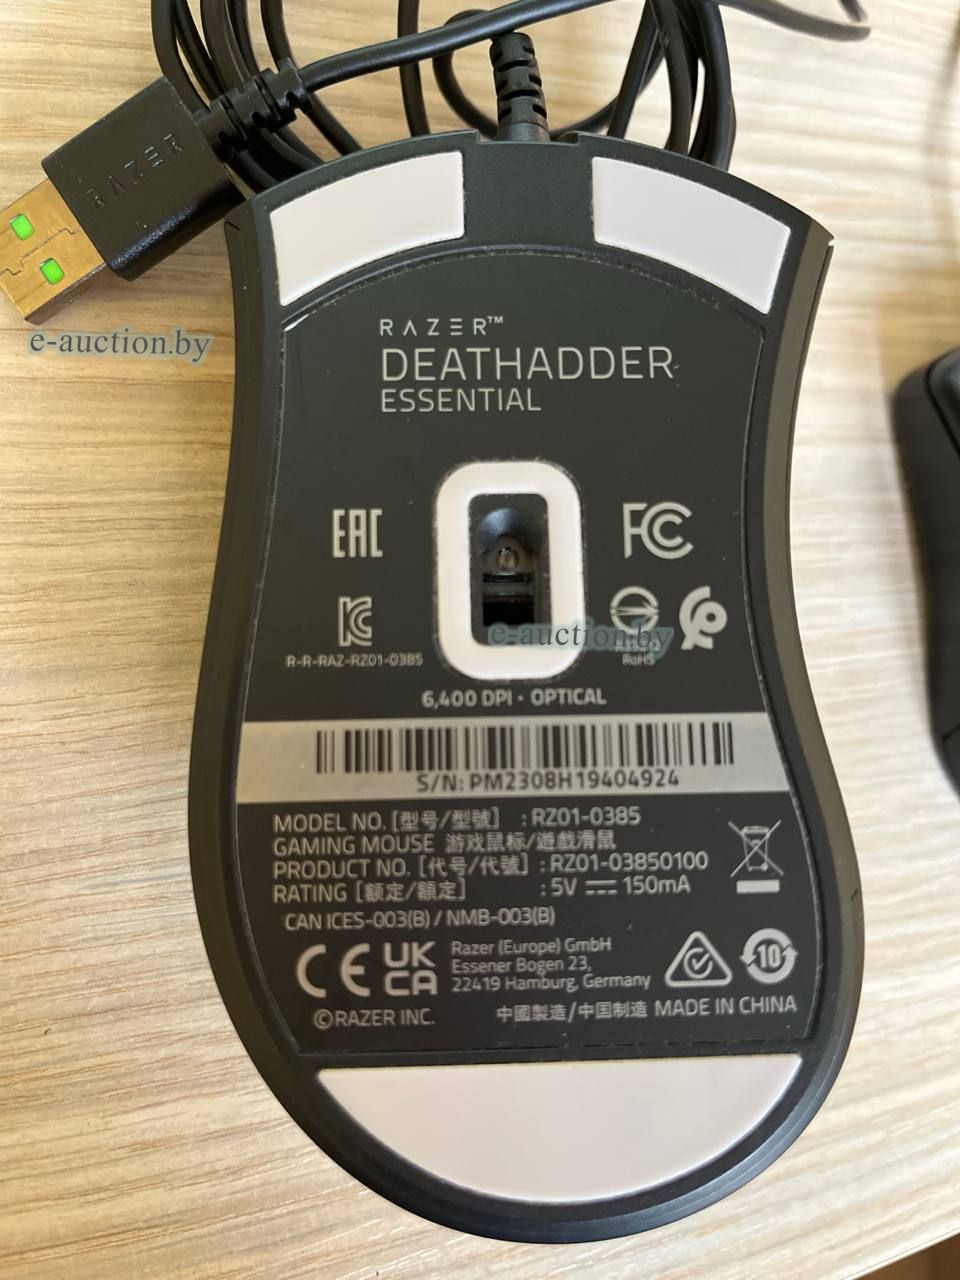 RAZER
e-auction.by
RAZER™
DEATHADDER
ESSENTIAL
EAC
FC
R-R-RAZ-RZ01-0385
e-auction.by
RoHS
6,400 DPI · OPTICAL
S/N: PM2308H19404924
MODEL NO. [型号/型號] : RZ01-0385
GAMING MOUSE 游戏鼠标/遊戲滑鼠
PRODUCT NO. [代号/代號] : RZ01-03850100
RATING [额定/額定] : 5V ⎓ 150mA
CAN ICES-003(B) / NMB-003(B)
CE UK CA
Razer (Europe) GmbH
Essener Bogen 23,
22419 Hamburg, Germany
10
©RAZER INC.
中國製造/中国制造 MADE IN CHINA